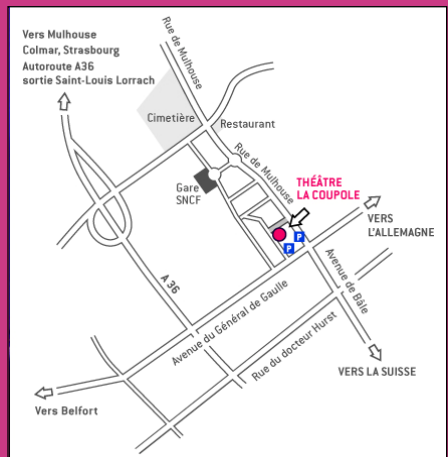 Vers Mulhouse
Colmar, Strasbourg
Autoroute A36
sortie Saint-Louis Lorrach
Rue de Mulhouse
Cimetière
Restaurant
Rue de Mulhouse
Gare
SNCF
THÉÂTRE
LA COUPOLE
P
P
VERS
L'ALLEMAGNE
A 36
Avenue de Bâle
Avenue du Général de Gaulle
Rue du docteur Hurst
VERS LA SUISSE
Vers Belfort